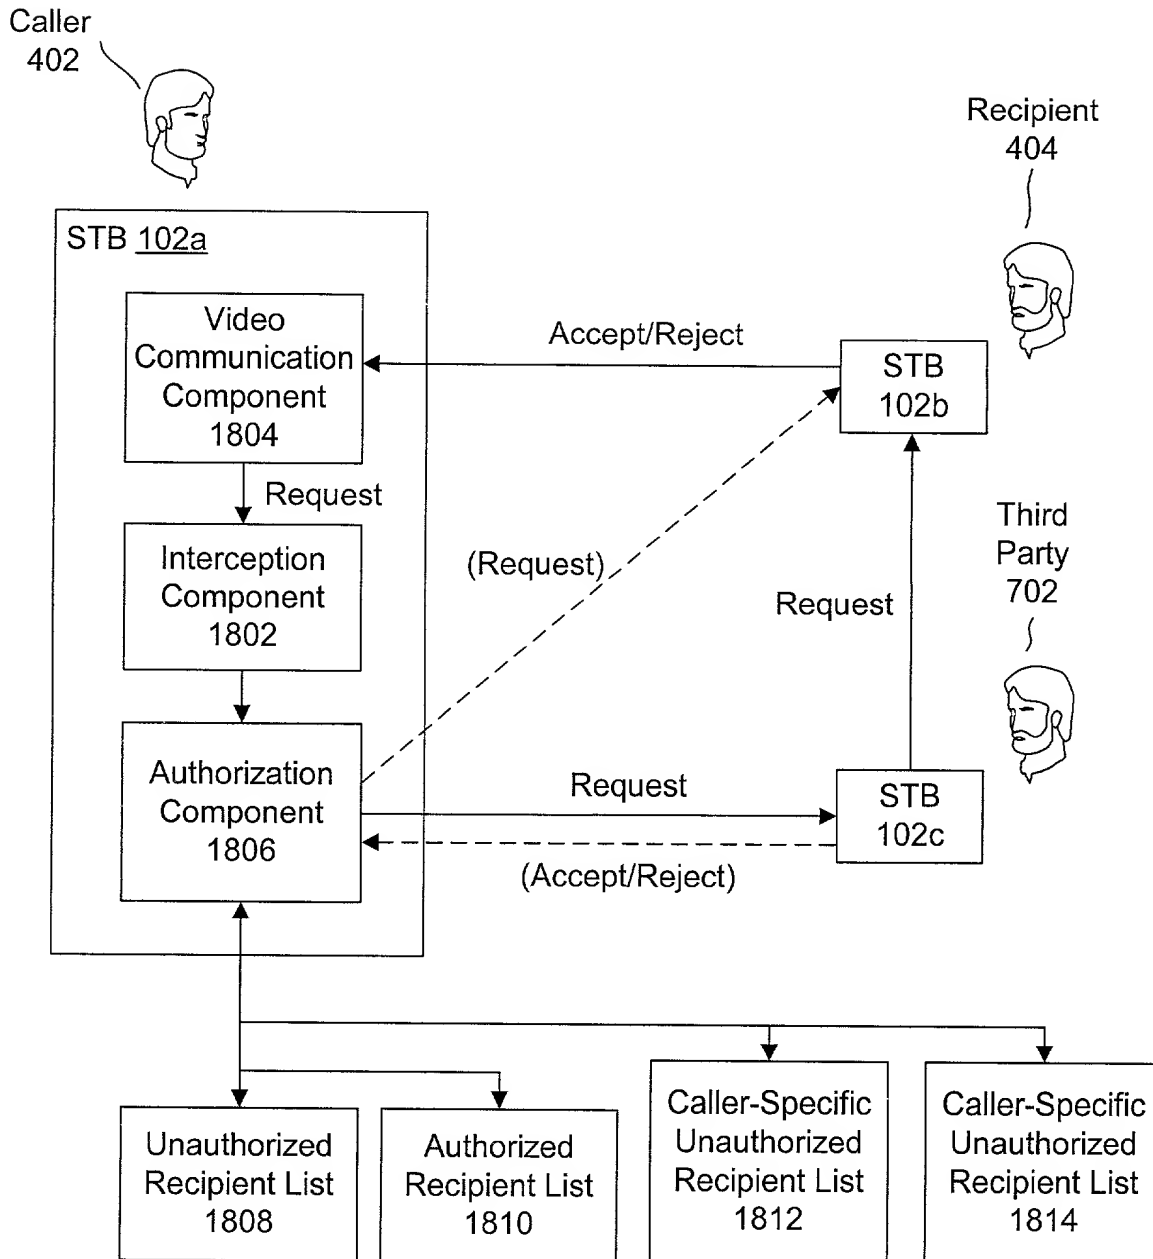 Caller
402
Recipient
404
STB 102a
Video
Communication
Component
1804
Accept/Reject
STB
102b
Request
Interception
Component
1802
(Request)
Third
Party
702
Request
Authorization
Component
1806
Request
STB
102c
(Accept/Reject)
Unauthorized
Recipient List
1808
Authorized
Recipient List
1810
Caller-Specific
Unauthorized
Recipient List
1812
Caller-Specific
Unauthorized
Recipient List
1814